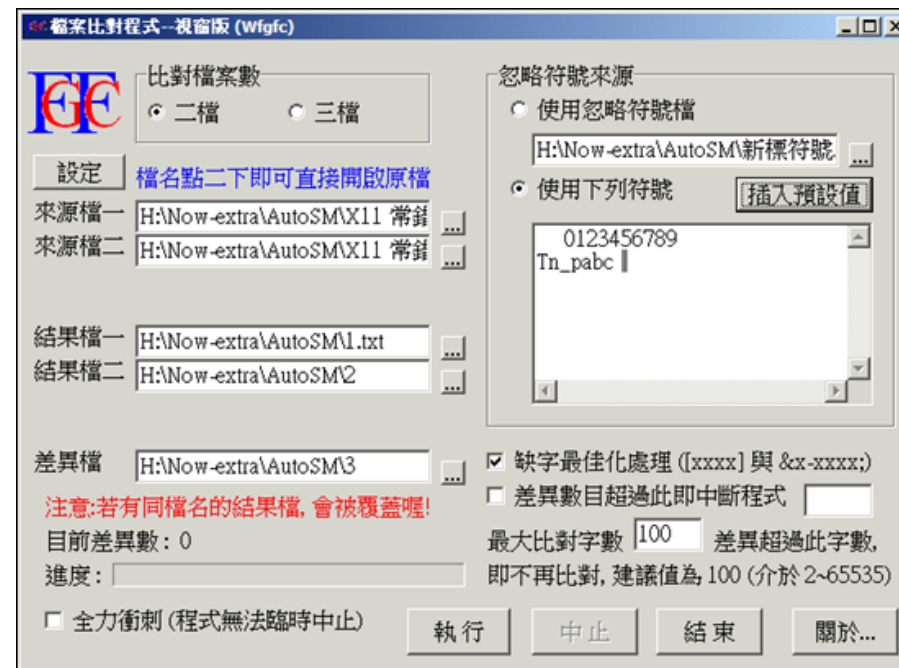 GFC 檔案比對程式--視窗版 (Wfgfc)
GFC
比對檔案數
二檔
三檔
設定
檔名點二下即可直接開啟原檔
來源檔一 H:\Now-extra\AutoSM\X11 常 ...
來源檔二 H:\Now-extra\AutoSM\X11 常 ...
結果檔一 H:\Now-extra\AutoSM\1.txt ...
結果檔二 H:\Now-extra\AutoSM\2 ...
差異檔 H:\Now-extra\AutoSM\3 ...
注意:若有同檔名的結果檔, 會被覆蓋喔!
目前差異數: 0
進度:
全力衝刺 (程式無法臨時中止)
忽略符號來源
使用忽略符號檔
H:\Now-extra\AutoSM\新標符號. ...
使用下列符號
插入預設值
0123456789
Tn_pabc ‖
缺字最佳化處理 ([xxxx] 與 &x-xxxx;)
差異數目超過此即中斷程式
最大比對字數 100 差異超過此字數,
即不再比對, 建議值為 100 (介於 2~65535)
執行
中止
結束
關於...